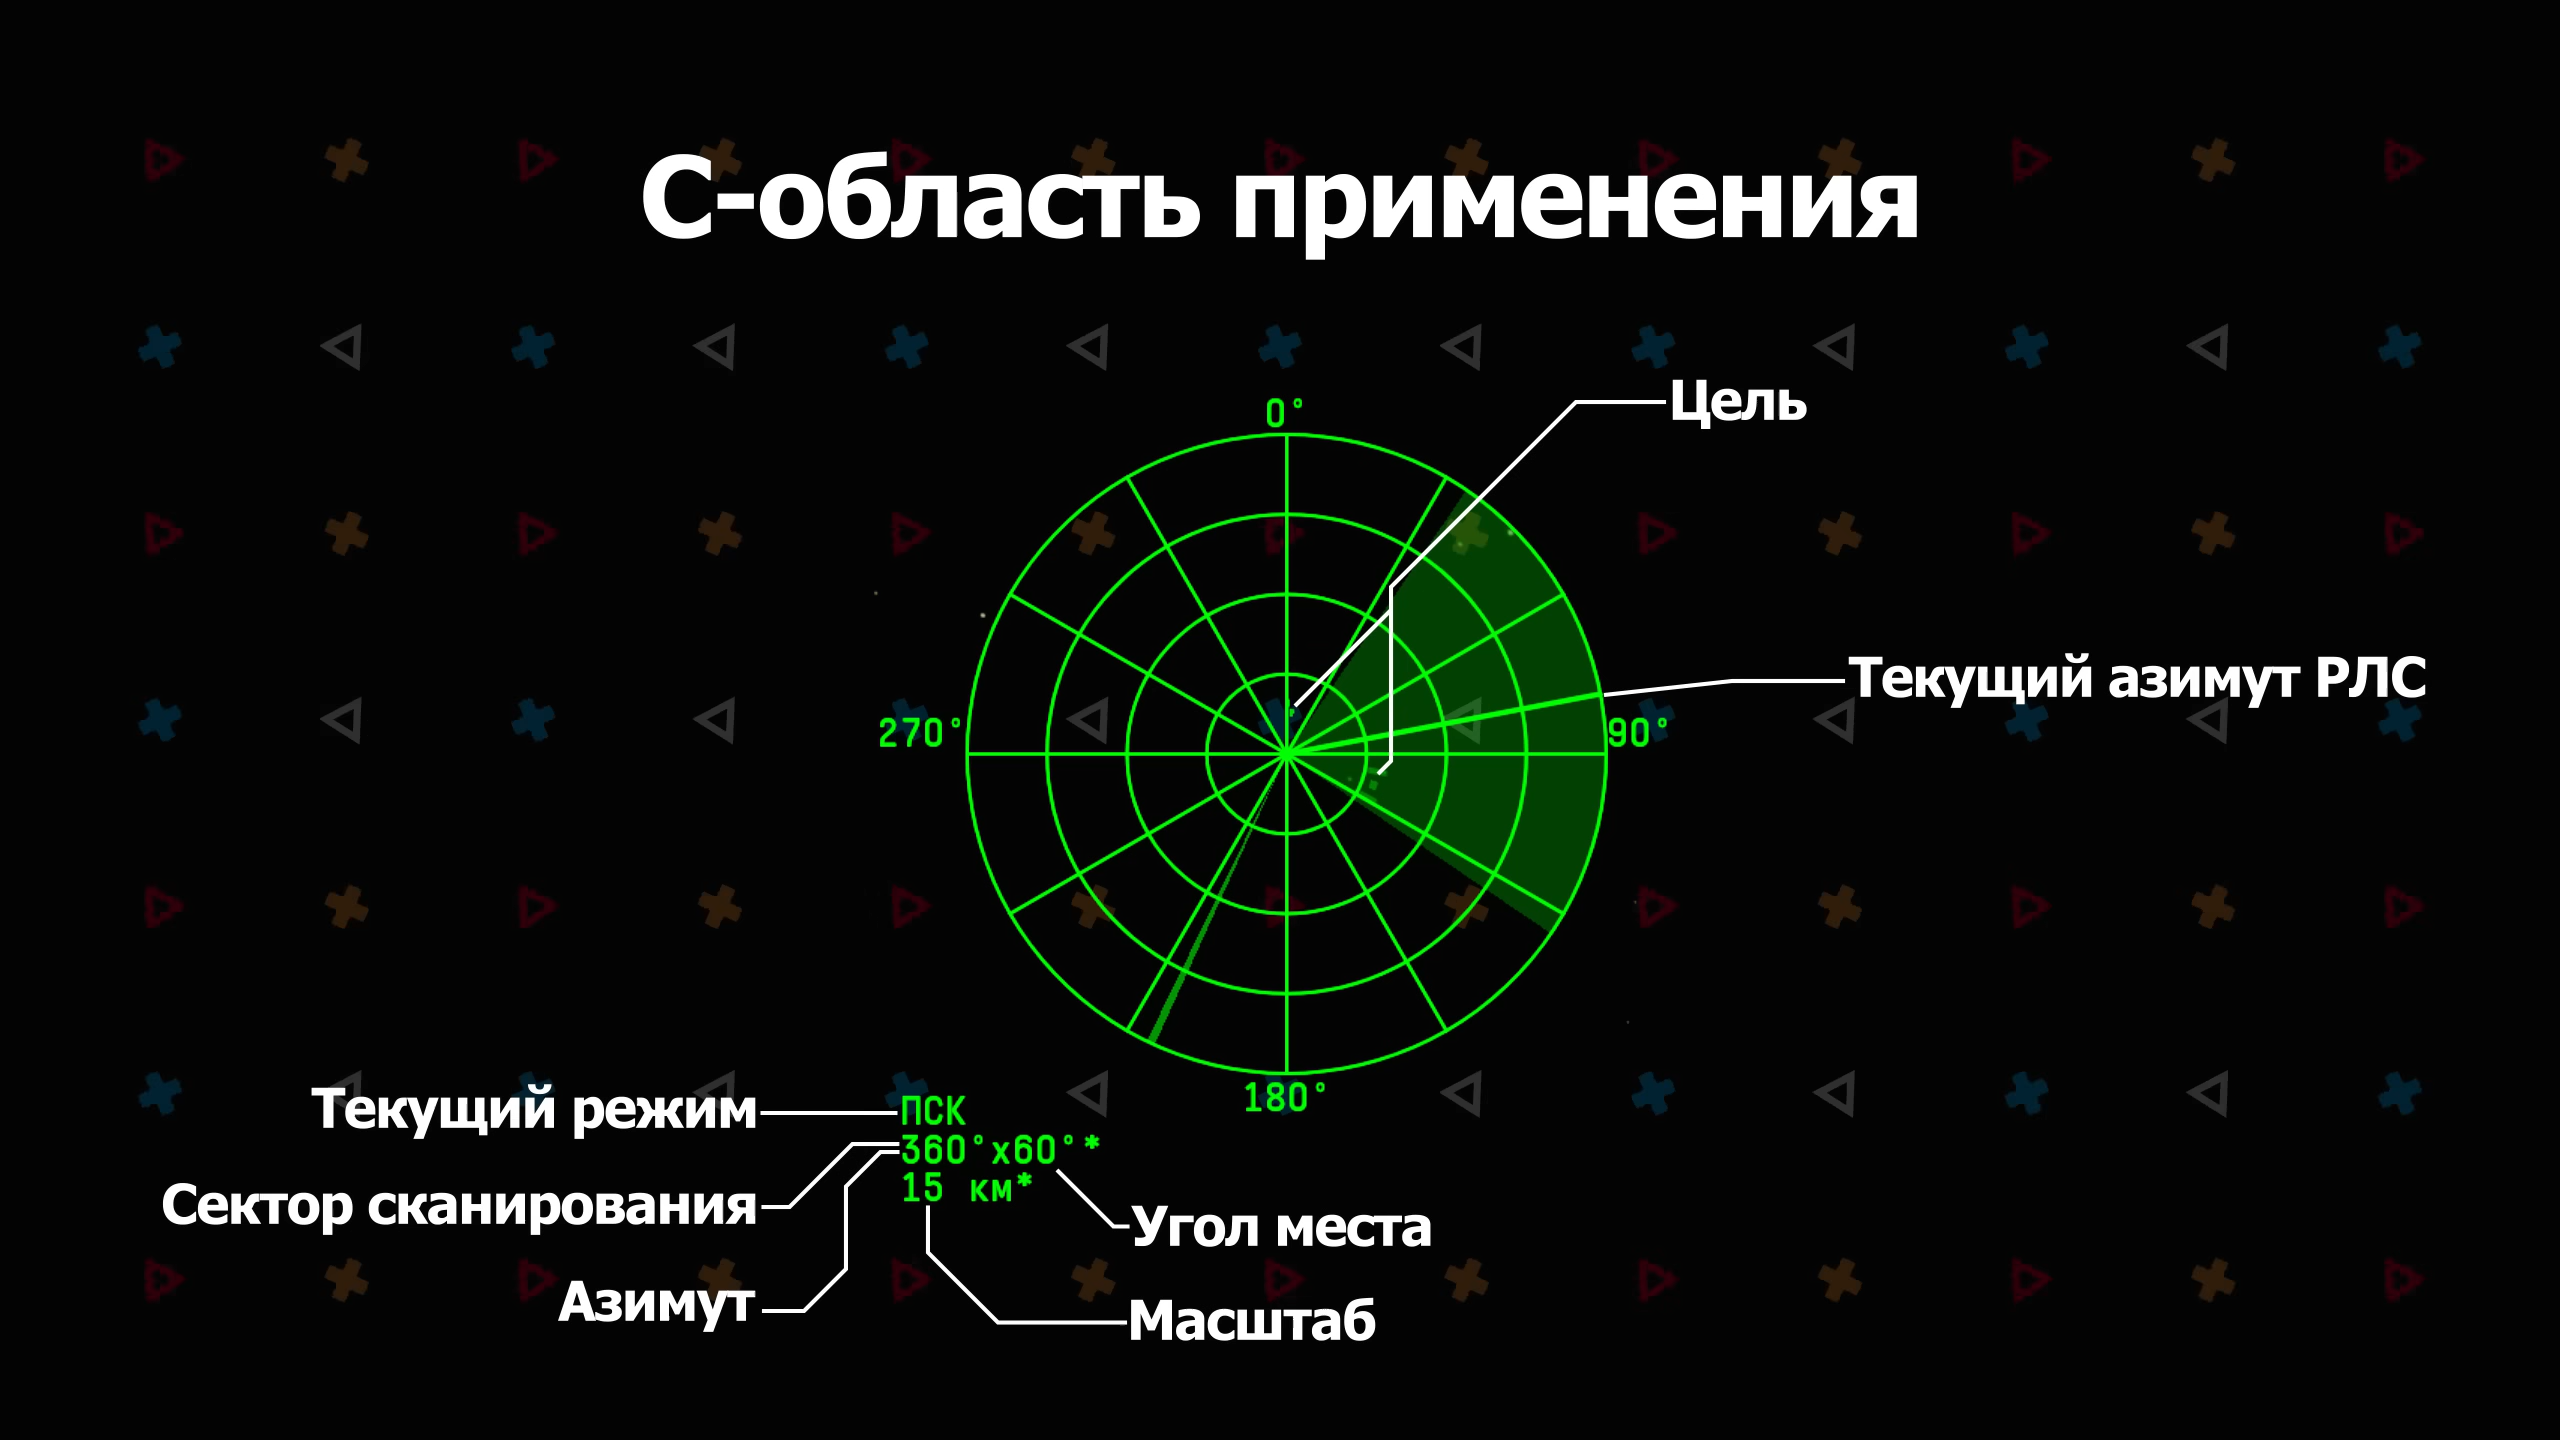 С-область применения
Цель
0°
Текущий азимут РЛС
270°
90°
180°
Текущий режим
ПСК
360°x60°*
15 км*
Сектор сканирования
Угол места
Азимут
Масштаб